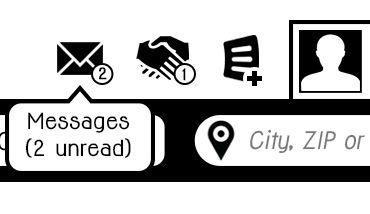 2
1
Messages
(2 unread)
City, ZIP or